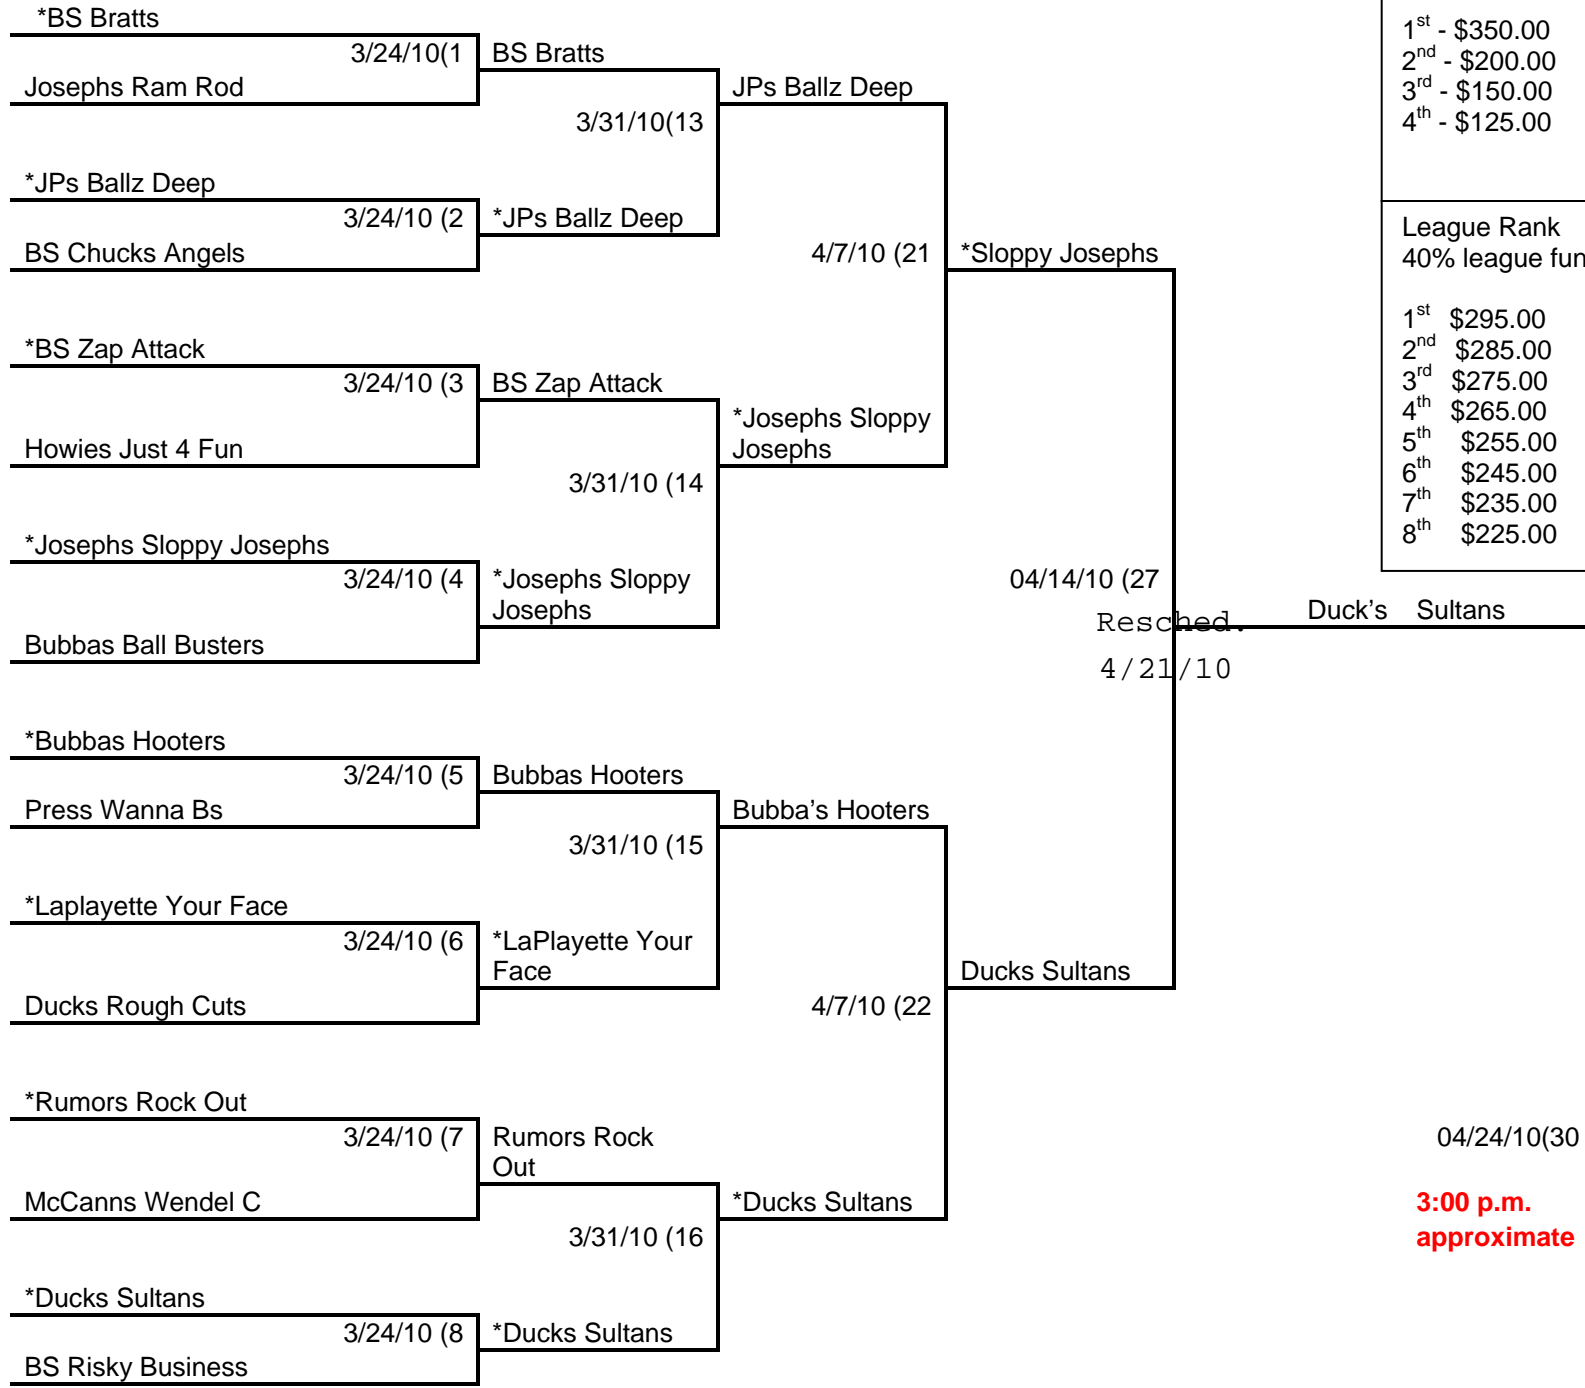 *BS Bratts
3/24/10(1
Josephs Ram Rod
BS Bratts
3/31/10(13
JPs Ballz Deep
*JPs Ballz Deep
3/24/10 (2
BS Chucks Angels
*JPs Ballz Deep
4/7/10 (21
*Sloppy Josephs
*BS Zap Attack
3/24/10 (3
Howies Just 4 Fun
BS Zap Attack
3/31/10 (14
*Josephs Sloppy
Josephs
*Josephs Sloppy Josephs
3/24/10 (4
Bubbas Ball Busters
*Josephs Sloppy
Josephs
04/14/10 (27
Resched.
4/21/10
Duck's Sultans
*Bubbas Hooters
3/24/10 (5
Press Wanna Bs
Bubbas Hooters
3/31/10 (15
Bubba's Hooters
*Laplayette Your Face
3/24/10 (6
Ducks Rough Cuts
*LaPlayette Your
Face
4/7/10 (22
Ducks Sultans
*Rumors Rock Out
3/24/10 (7
McCanns Wendel C
Rumors Rock
Out
3/31/10 (16
*Ducks Sultans
*Ducks Sultans
3/24/10 (8
BS Risky Business
*Ducks Sultans
1st - $350.00
2nd - $200.00
3rd - $150.00
4th - $125.00
League Rank
40% league fun
1st $295.00
2nd $285.00
3rd $275.00
4th $265.00
5th $255.00
6th $245.00
7th $235.00
8th $225.00
04/24/10(30
3:00 p.m.
approximate